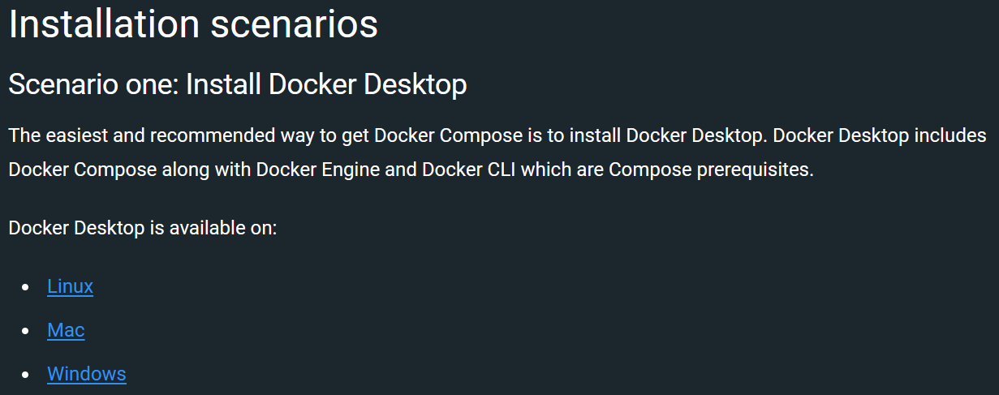 Installation scenarios
Scenario one: Install Docker Desktop
The easiest and recommended way to get Docker Compose is to install Docker Desktop. Docker Desktop includes
Docker Compose along with Docker Engine and Docker CLI which are Compose prerequisites.
Docker Desktop is available on:
Linux
Mac
Windows